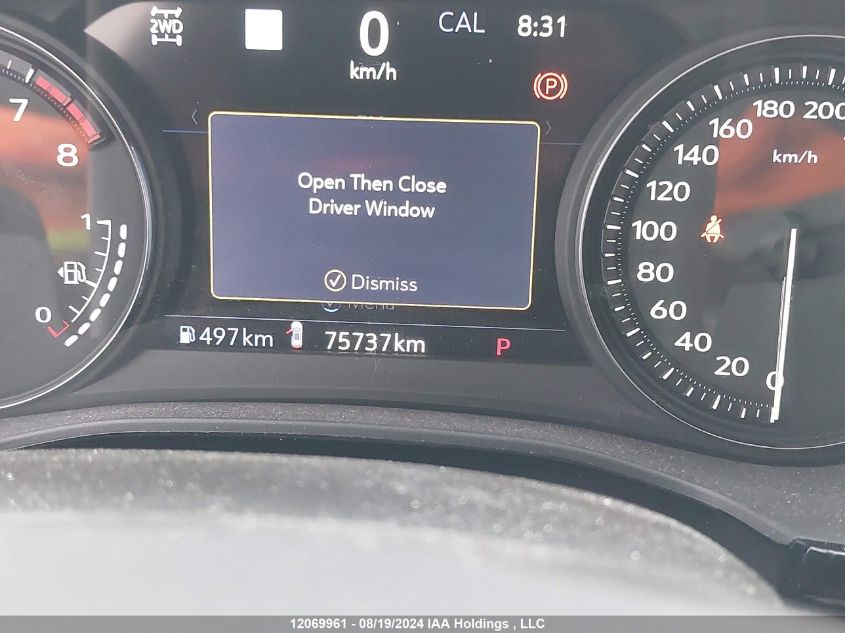 2WD
0
km/h
CAL
8:31
P
Open Then Close
Driver Window
Dismiss
Menu
497km
75737km
P
7
8
1
0
200
180
160
140
120
100
80
60
40
20
0
km/h
12069961 - 08/19/2024 IAA Holdings , LLC